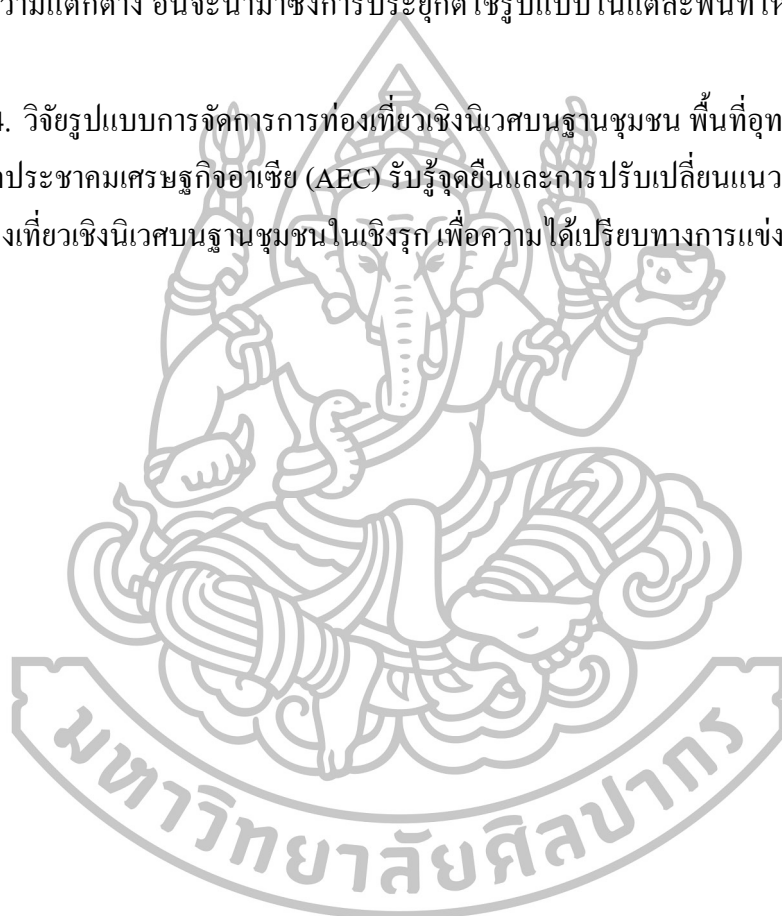 วามแตกต่าง อันจะนำมาซึ่งการประยุกต์ใช้รูปแบบในแต่ละพื้นที่ให้
4. วิจัยรูปแบบการจัดการการท่องเที่ยวเชิงนิเวศบนฐานชุมชน พื้นที่อุท
ประชาคมเศรษฐกิจอาเซีย (AEC) รับรู้จุดยืนและการปรับเปลี่ยนแนว
งเที่ยวเชิงนิเวศบนฐานชุมชนในเชิงรุก เพื่อความได้เปรียบทางการแข่ง
มหาวิทยาลัยศิลปากร